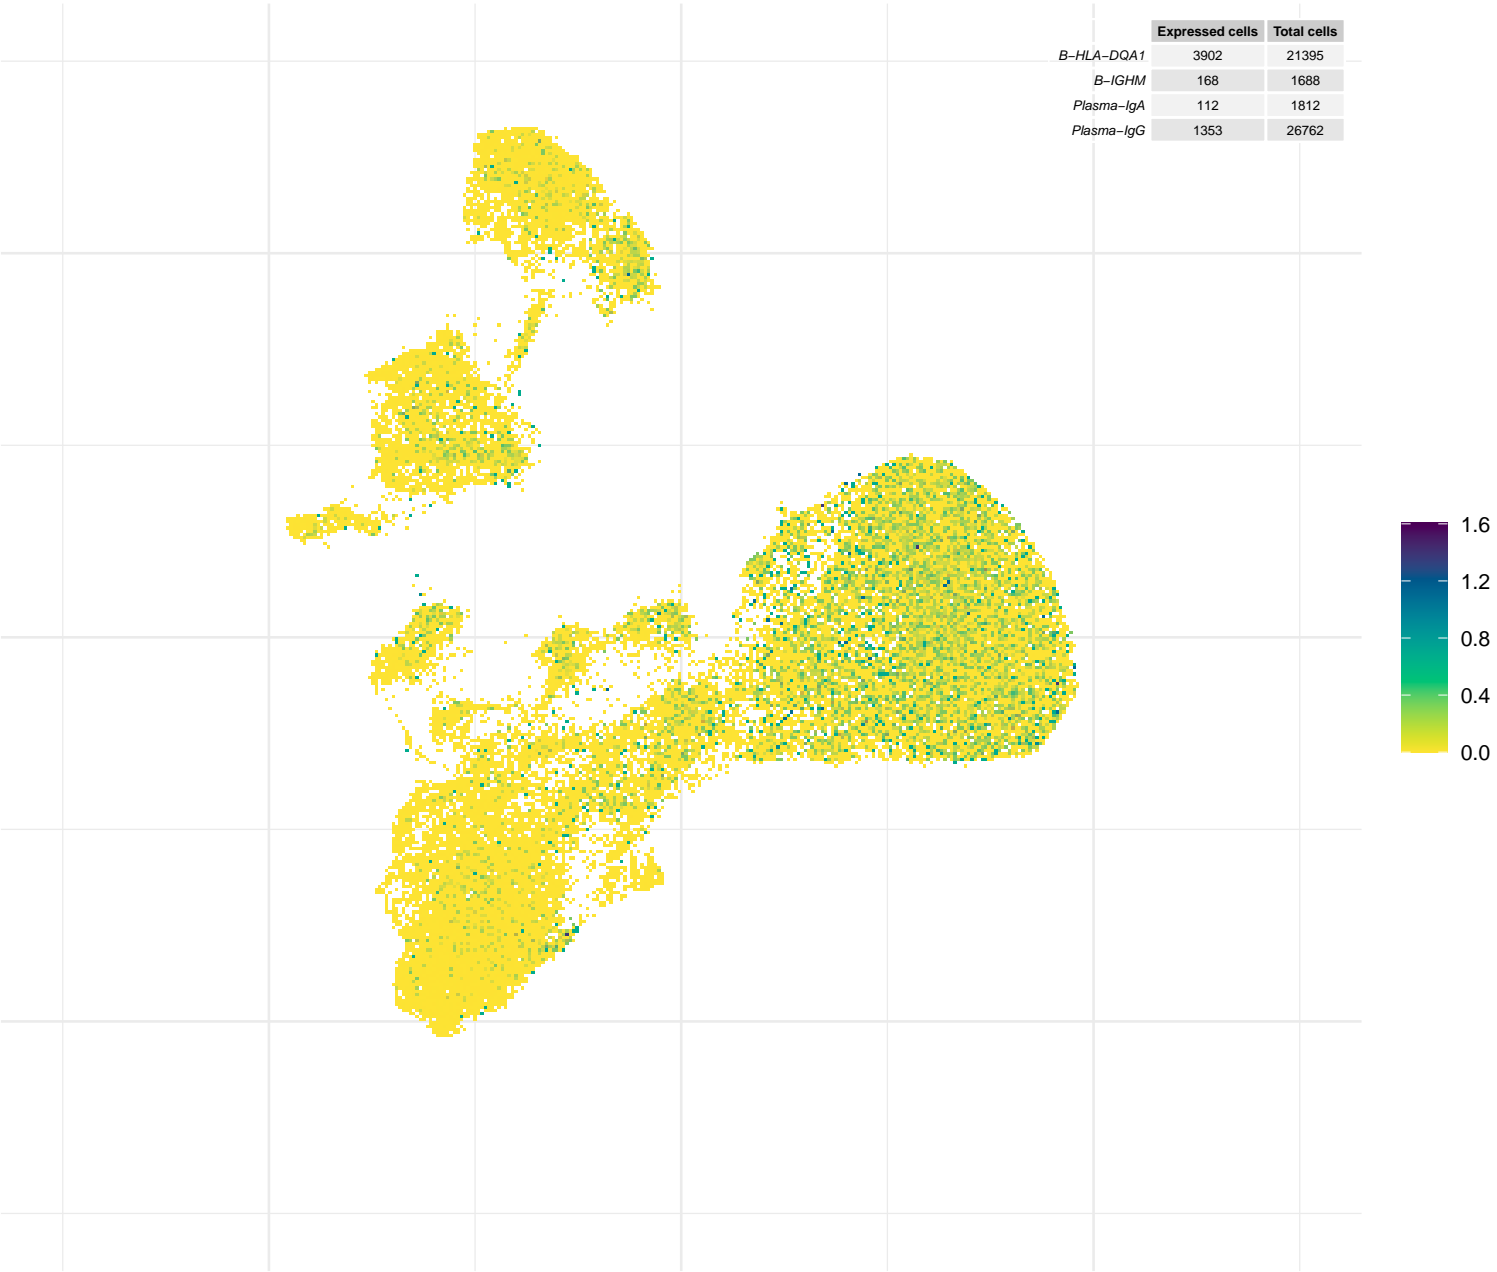 Expressed cells Total cells
B−HLA−DQA1 3902 21395
B−IGHM 168 1688
Plasma−IgA 112 1812
Plasma−IgG 1353 26762
1.6
1.2
0.8
0.4
0.0